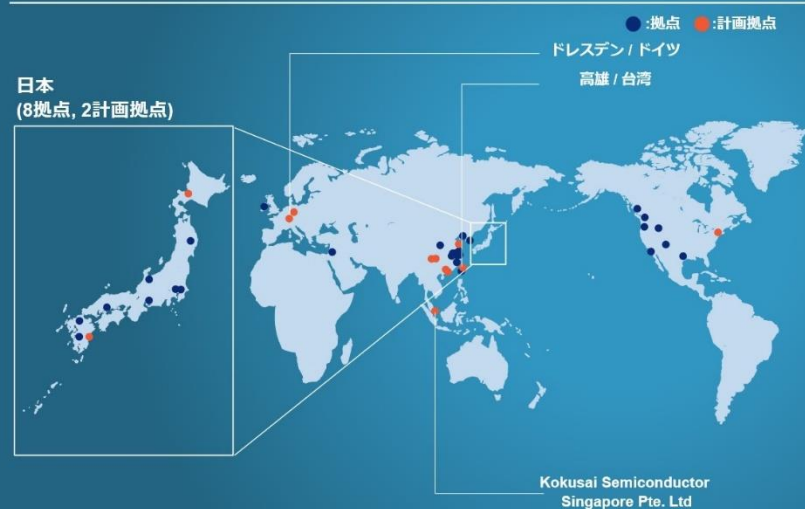 :拠点 :計画拠点
ドレスデン / ドイツ
高雄 / 台湾
日本
(8拠点, 2計画拠点)
Kokusai Semiconductor
Singapore Pte. Ltd